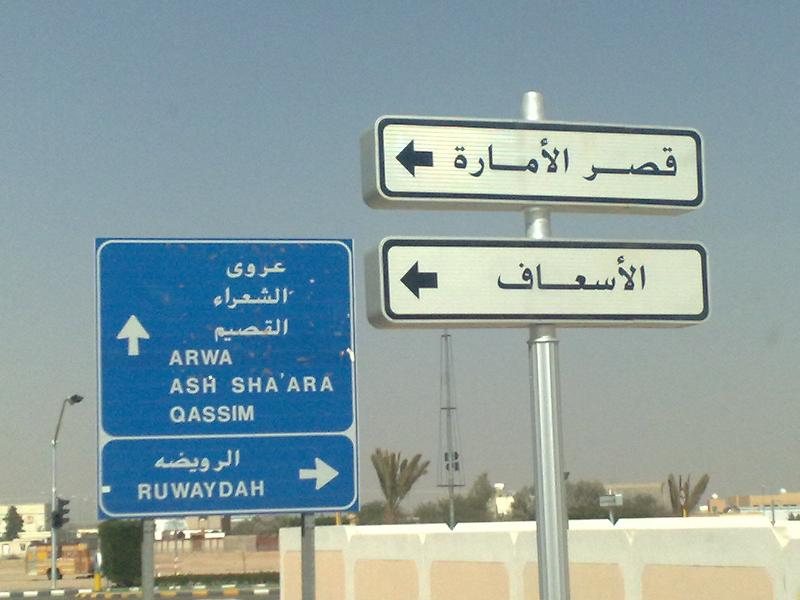 قصر الأمارة
الأسعاف
عروى
الشعراء
القصيم
ARWA
ASH SHA'ARA
QASSIM
الرويضه
RUWAYDAH